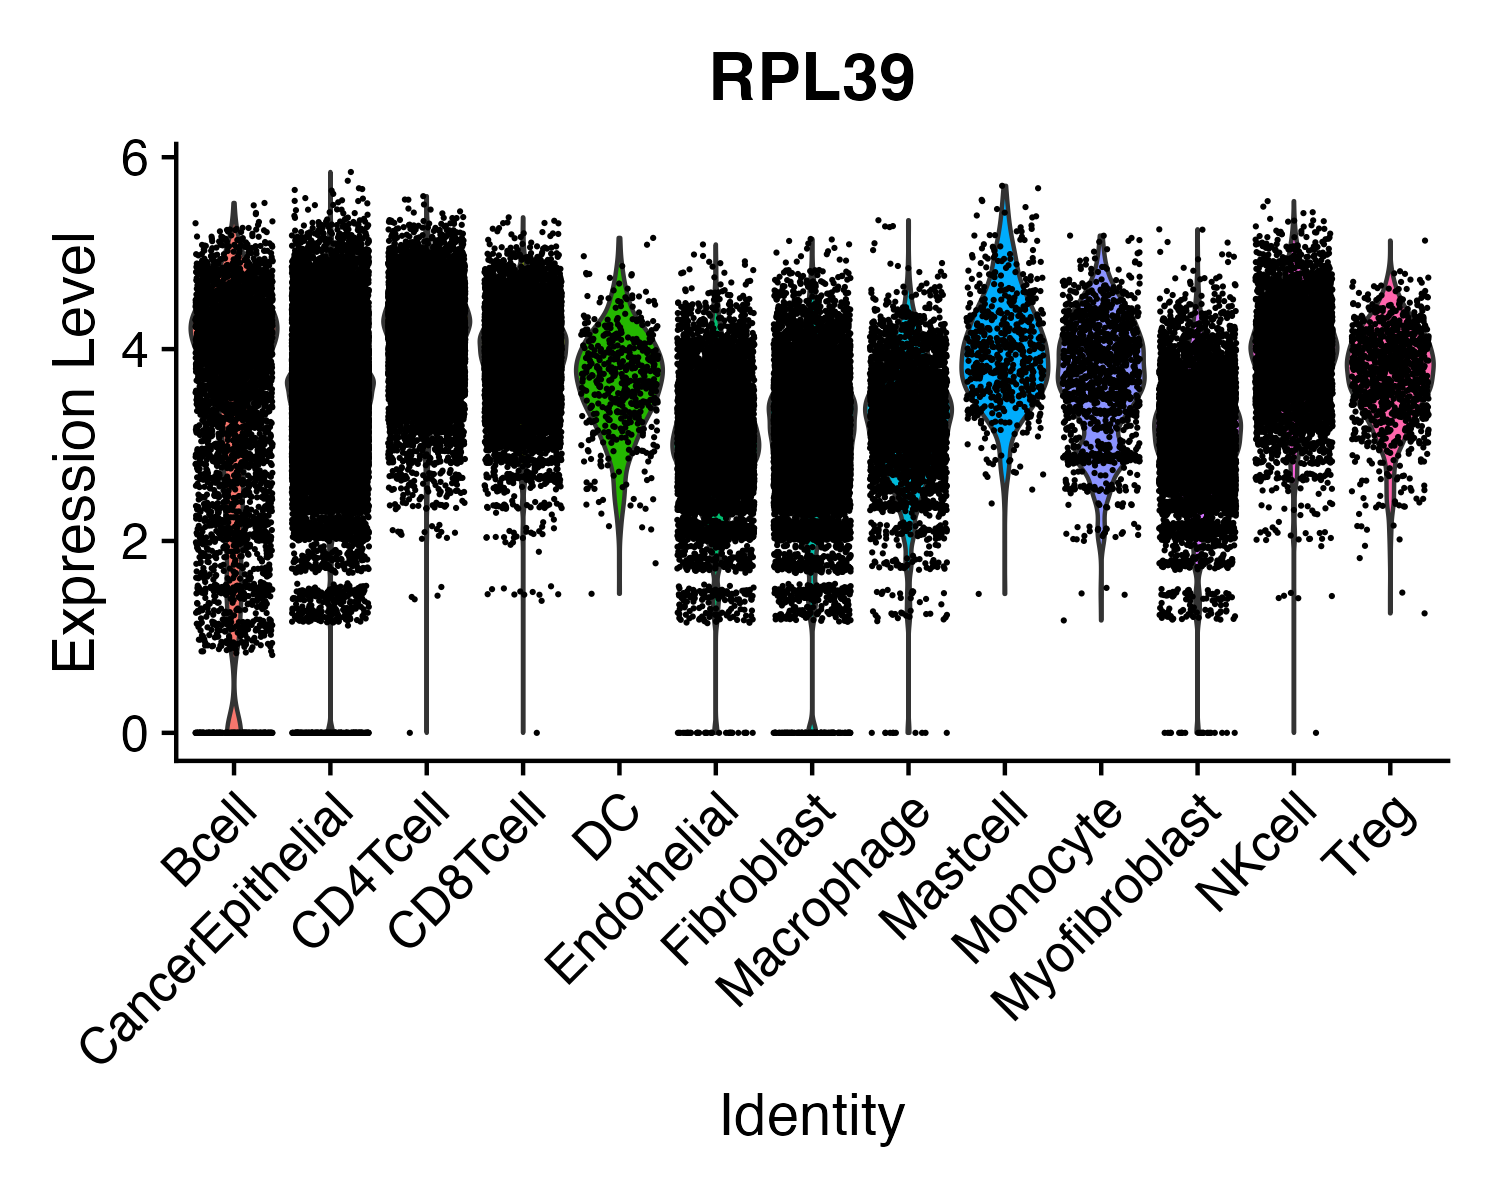 RPL39
Expression Level
6
4
2
0
Bcell
CancerEpithelial
CD4Tcell
CD8Tcell
DC
Endothelial
Fibroblast
Macrophage
Mastcell
Monocyte
Myofibroblast
NKcell
Treg
Identity